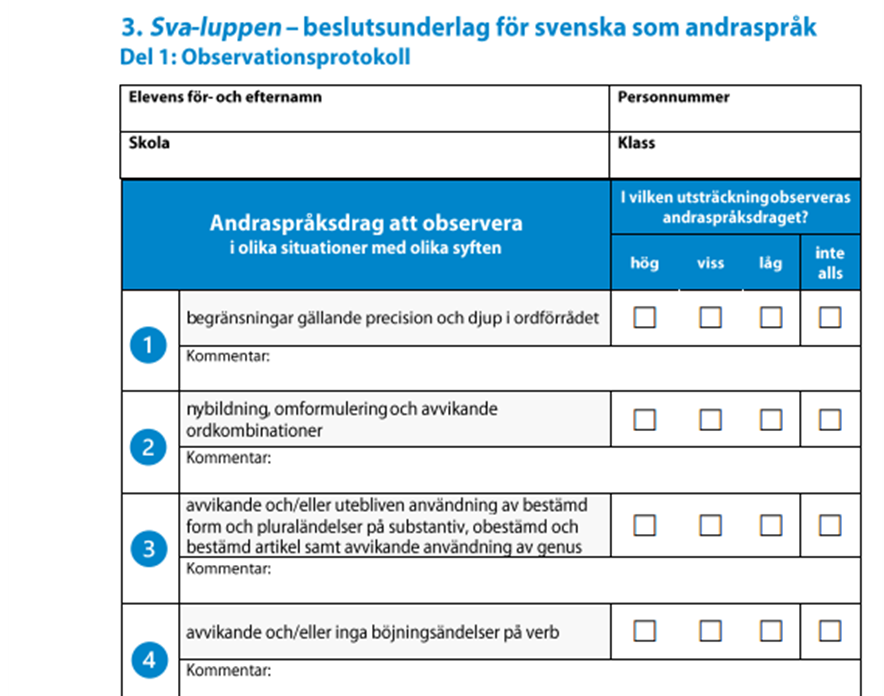 3. Sva-luppen – beslutsunderlag för svenska som andraspråk
Del 1: Observationsprotokoll
Elevens för- och efternamn
Personnummer
Skola
Klass
Andraspråksdrag att observera
i olika situationer med olika syften
I vilken utsträckning observeras
andraspråksdraget?
hög viss låg inte
alls
1
begränsningar gällande precision och djup i ordförrådet
Kommentar:
2
nybildning, omformulering och avvikande
ordkombinationer
Kommentar:
3
avvikande och/eller utebliven användning av bestämd
form och pluraländelser på substantiv, obestämd och
bestämd artikel samt avvikande användning av genus
Kommentar:
4
avvikande och/eller inga böjningsändelser på verb
Kommentar: